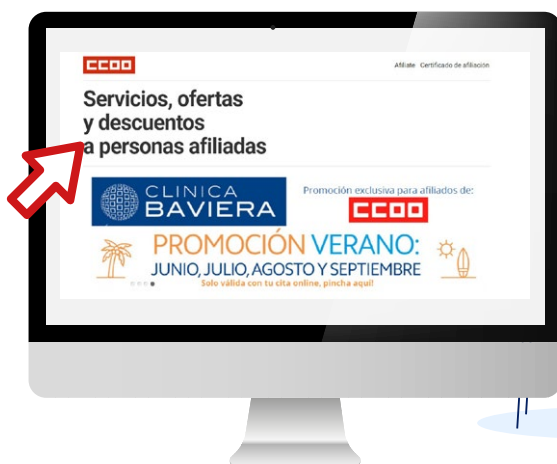 CCOO
Afíliate Certificado de afiliación
Servicios, ofertas
y descuentos
a personas afiliadas
CLINICA
BAVIERA
Promoción exclusiva para afiliados de:
CCOO
PROMOCIÓN VERANO:
JUNIO, JULIO, AGOSTO Y SEPTIEMBRE
Solo válida con tu cita online, pincha aquí!